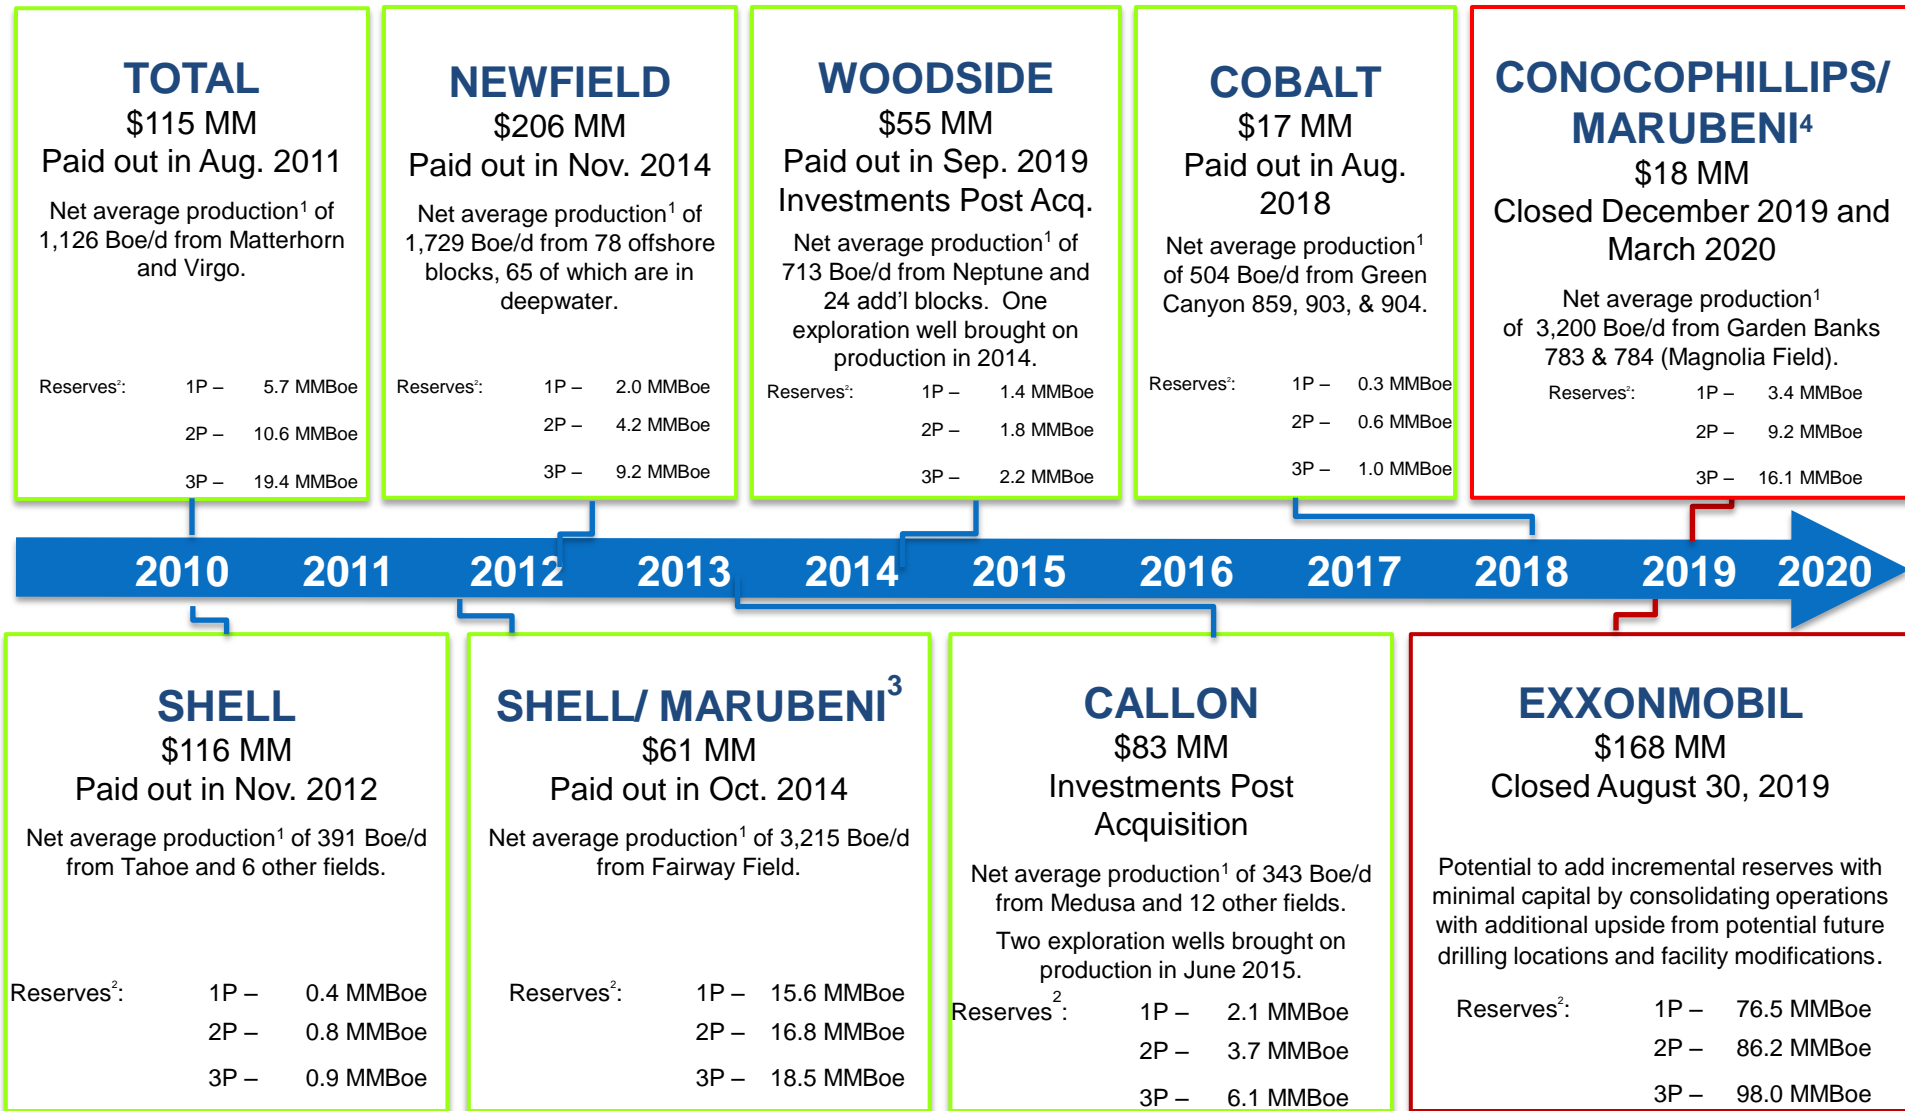 TOTAL
$115 MM
Paid out in Aug. 2011
Net average production¹ of
1,126 Boe/d from Matterhorn
and Virgo.
Reserves²: 1P – 5.7 MMBoe
2P – 10.6 MMBoe
3P – 19.4 MMBoe
NEWFIELD
$206 MM
Paid out in Nov. 2014
Net average production¹ of
1,729 Boe/d from 78 offshore
blocks, 65 of which are in
deepwater.
Reserves²: 1P – 2.0 MMBoe
2P – 4.2 MMBoe
3P – 9.2 MMBoe
WOODSIDE
$55 MM
Paid out in Sep. 2019
Investments Post Acq.
Net average production¹ of
713 Boe/d from Neptune and
24 add’l blocks. One
exploration well brought on
production in 2014.
Reserves²: 1P – 1.4 MMBoe
2P – 1.8 MMBoe
3P – 2.2 MMBoe
COBALT
$17 MM
Paid out in Aug.
2018
Net average production¹
of 504 Boe/d from Green
Canyon 859, 903, & 904.
Reserves²: 1P – 0.3 MMBoe
2P – 0.6 MMBoe
3P – 1.0 MMBoe
CONOCOPHILLIPS/
MARUBENI⁴
$18 MM
Closed December 2019 and
March 2020
Net average production¹
of 3,200 Boe/d from Garden Banks
783 & 784 (Magnolia Field).
Reserves²: 1P – 3.4 MMBoe
2P – 9.2 MMBoe
3P – 16.1 MMBoe
2010 2011 2012 2013 2014 2015 2016 2017 2018 2019 2020
SHELL
$116 MM
Paid out in Nov. 2012
Net average production¹ of 391 Boe/d
from Tahoe and 6 other fields.
Reserves²: 1P – 0.4 MMBoe
2P – 0.8 MMBoe
3P – 0.9 MMBoe
SHELL/ MARUBENI³
$61 MM
Paid out in Oct. 2014
Net average production¹ of 3,215 Boe/d
from Fairway Field.
Reserves²: 1P – 15.6 MMBoe
2P – 16.8 MMBoe
3P – 18.5 MMBoe
CALLON
$83 MM
Investments Post
Acquisition
Net average production¹ of 343 Boe/d
from Medusa and 12 other fields.
Two exploration wells brought on
production in June 2015.
Reserves²: 1P – 2.1 MMBoe
2P – 3.7 MMBoe
3P – 6.1 MMBoe
EXXONMOBIL
$168 MM
Closed August 30, 2019
Potential to add incremental reserves with
minimal capital by consolidating operations
with additional upside from potential future
drilling locations and facility modifications.
Reserves²: 1P – 76.5 MMBoe
2P – 86.2 MMBoe
3P – 98.0 MMBoe